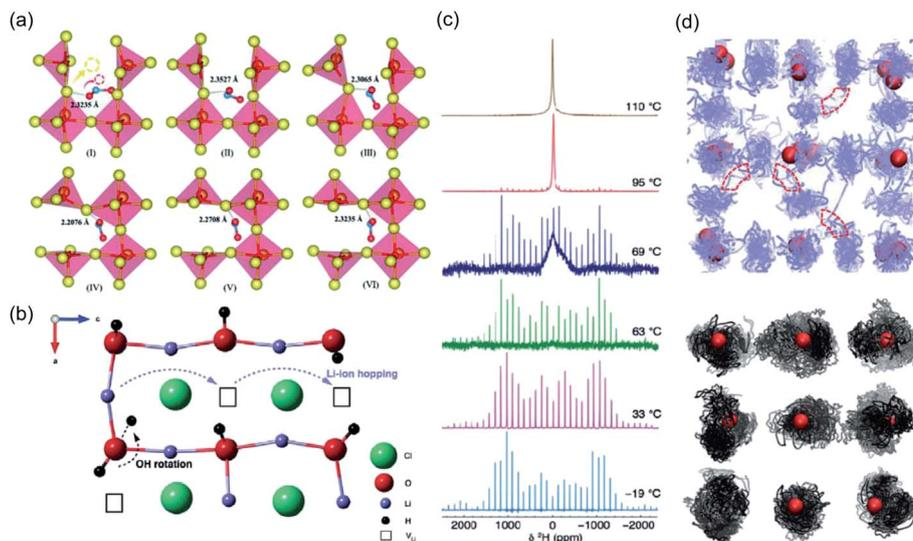 (a)
2.3235 Å
(I)
2.3527 Å
(II)
2.3065 Å
(III)
2.2076 Å
(IV)
2.2708 Å
(V)
2.3235 Å
(VI)
(b)
c
a
Li-ion hopping
OH rotation
Cl
O
Li
H
V_Li
(c)
110 °C
95 °C
69 °C
63 °C
33 °C
−19 °C
2000 1000 0 −1000 −2000
δ ²H (ppm)
(d)